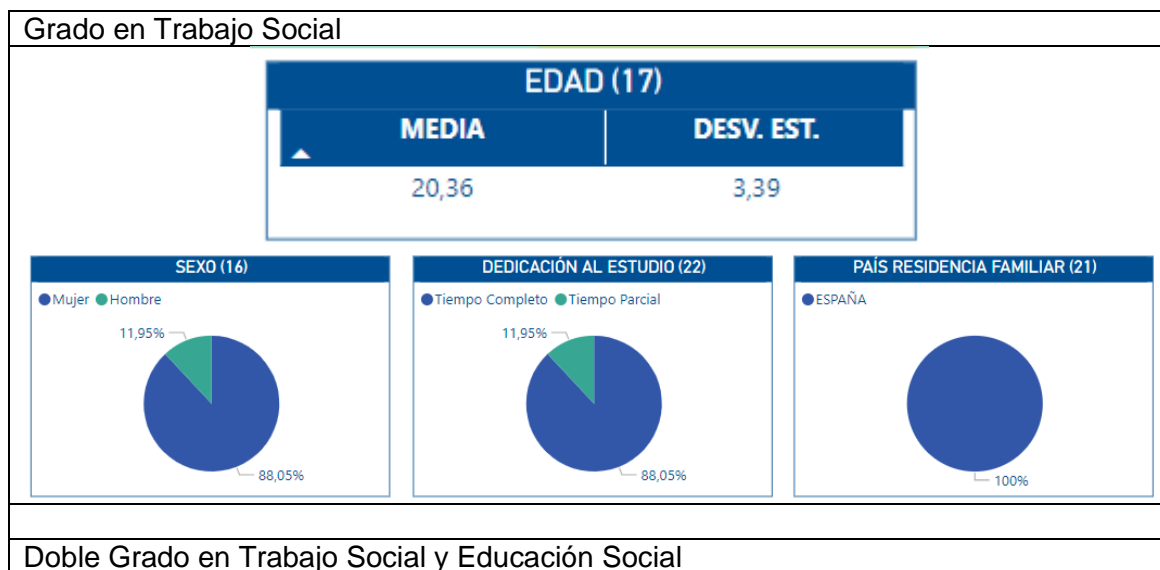 Grado en Trabajo Social
EDAD (17)
MEDIA DESV. EST.
20,36 3,39
SEXO (16)
Mujer Hombre
11,95%
88,05%
DEDICACIÓN AL ESTUDIO (22)
Tiempo Completo Tiempo Parcial
11,95%
88,05%
PAÍS RESIDENCIA FAMILIAR (21)
ESPAÑA
100%
Doble Grado en Trabajo Social y Educación Social